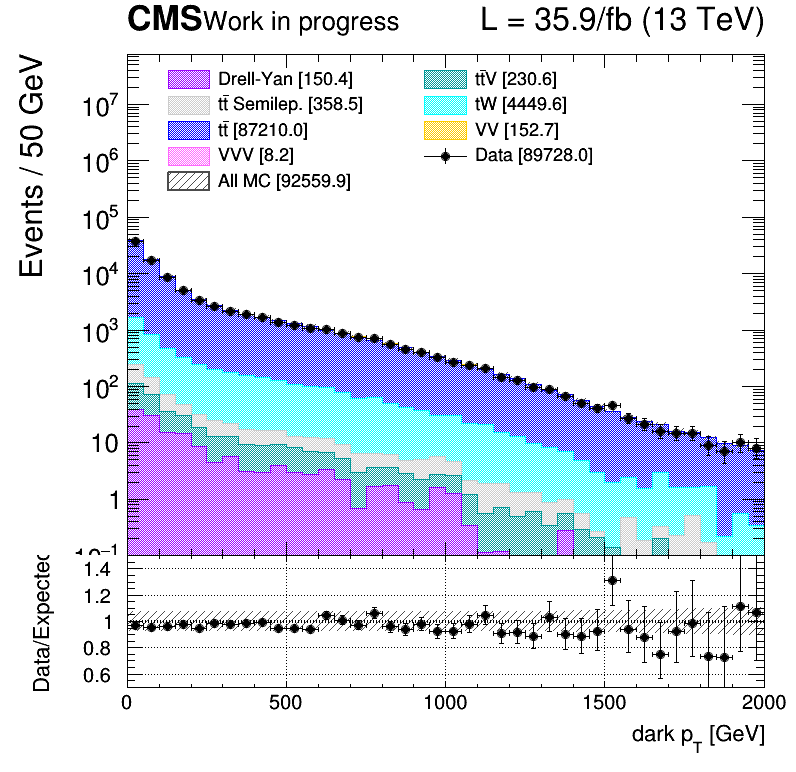 CMS Work in progress L = 35.9/fb (13 TeV)
Events / 50 GeV
Drell-Yan [150.4]
tt̄ Semilep. [358.5]
tt̄ [87210.0]
VVV [8.2]
All MC [92559.9]
tt̄V [230.6]
tW [4449.6]
VV [152.7]
Data [89728.0]
10⁷
10⁶
10⁵
10⁴
10³
10²
10
1
10⁻¹
Data/Expected
1.4
1.2
1
0.8
0.6
0 500 1000 1500 2000
dark p_T [GeV]